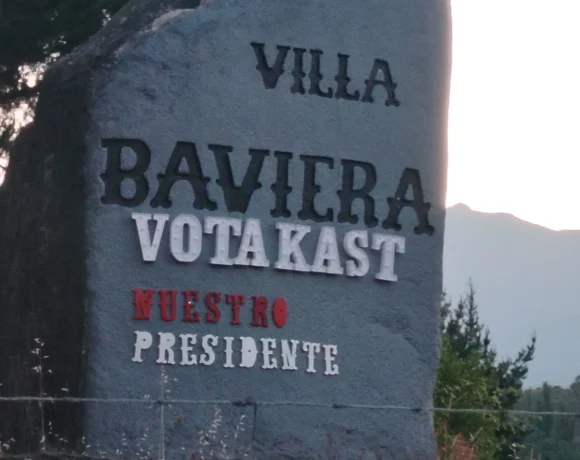 VILLA
BAVIERA
VOTA KAST
NUESTRO
PRESIDENTE